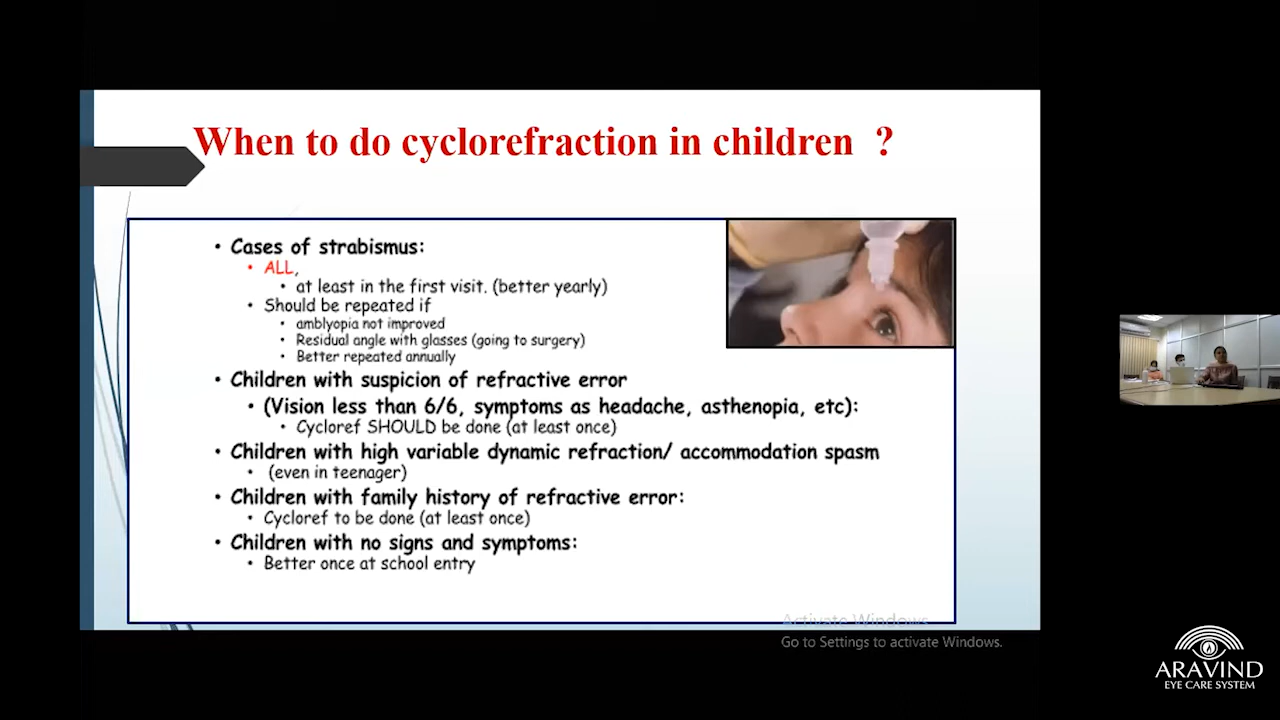 When to do cyclorefraction in children ?
• Cases of strabismus:
• ALL,
• at least in the first visit. (better yearly)
• Should be repeated if
• amblyopia not improved
• Residual angle with glasses (going to surgery)
• Better repeated annually
• Children with suspicion of refractive error
• (Vision less than 6/6, symptoms as headache, asthenopia, etc):
• Cycloref SHOULD be done (at least once)
• Children with high variable dynamic refraction/ accommodation spasm
• (even in teenager)
• Children with family history of refractive error:
• Cycloref to be done (at least once)
• Children with no signs and symptoms:
• Better once at school entry
Activate Windows
Go to Settings to activate Windows.
ARAVIND
EYE CARE SYSTEM